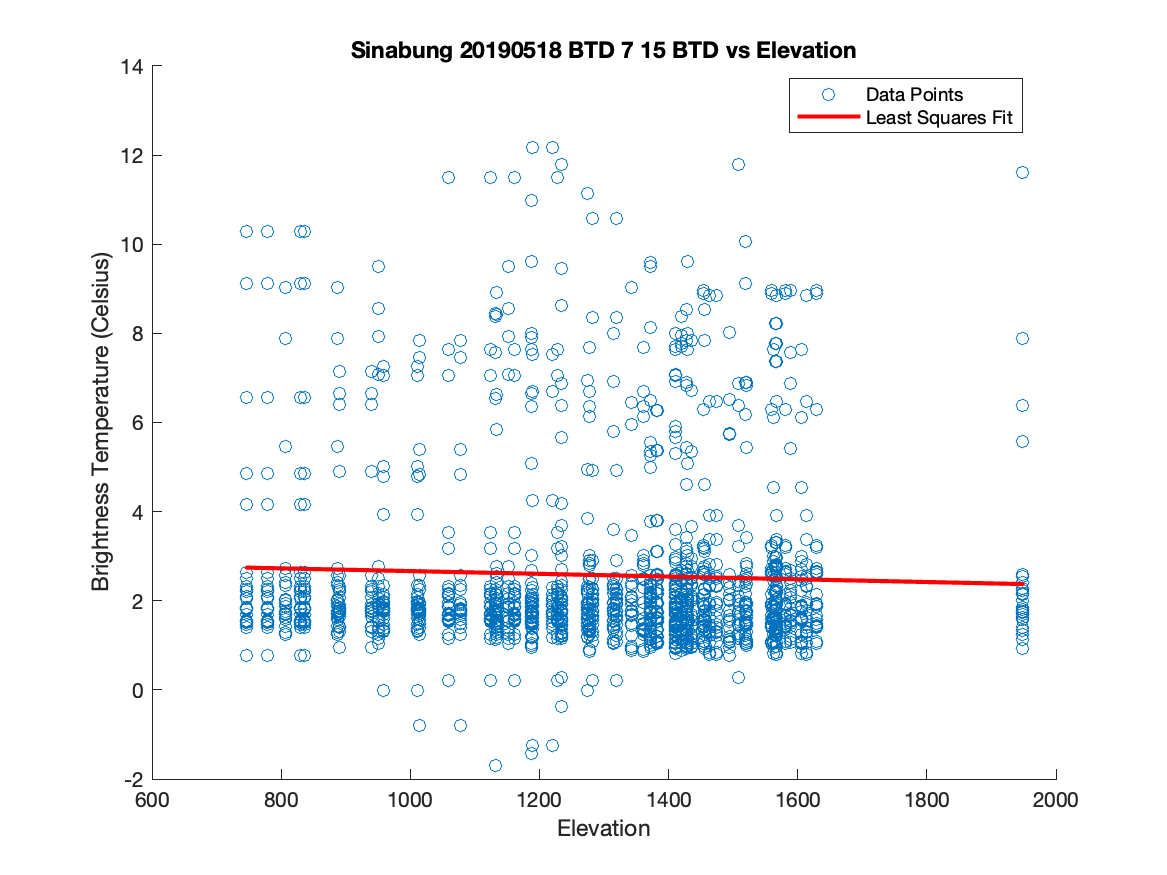 Sinabung 20190518 BTD 7 15 BTD vs Elevation
Data Points
Least Squares Fit
14
12
10
8
6
4
2
0
-2
Brightness Temperature (Celsius)
600 800 1000 1200 1400 1600 1800 2000
Elevation